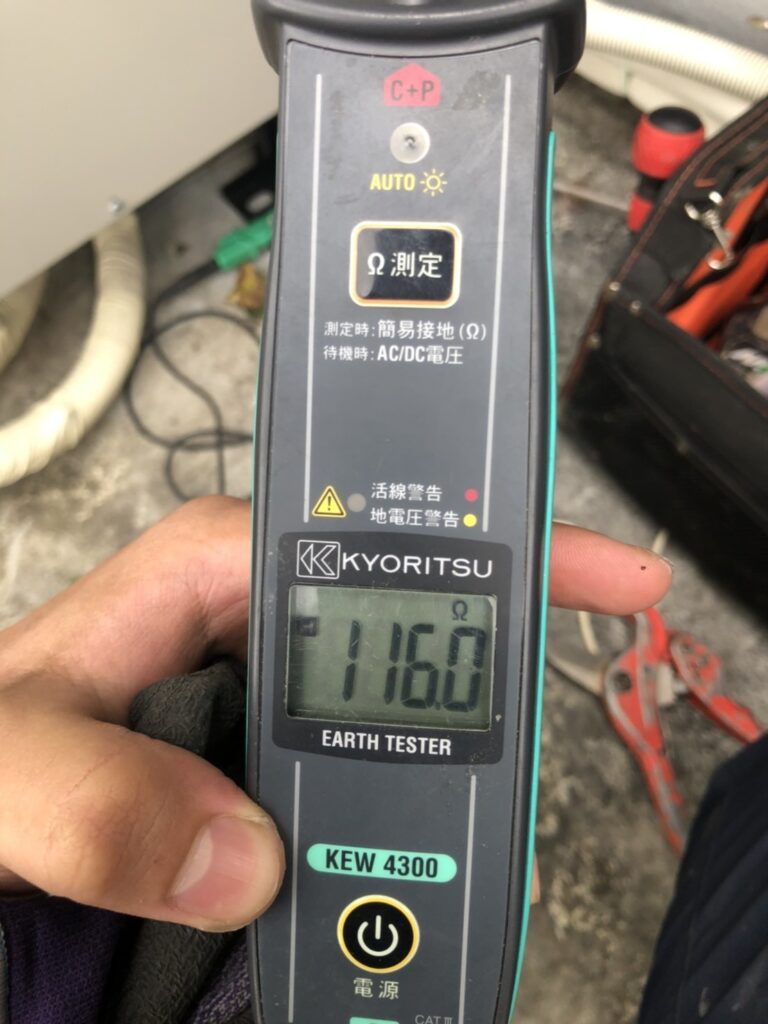 C+P
AUTO
Ω 測定
測定時:簡易接地(Ω)
待機時:AC/DC電圧
活線警告
地電圧警告
KYORITSU
Ω
H
116.0
EARTH TESTER
KEW 4300
電源
CAT III